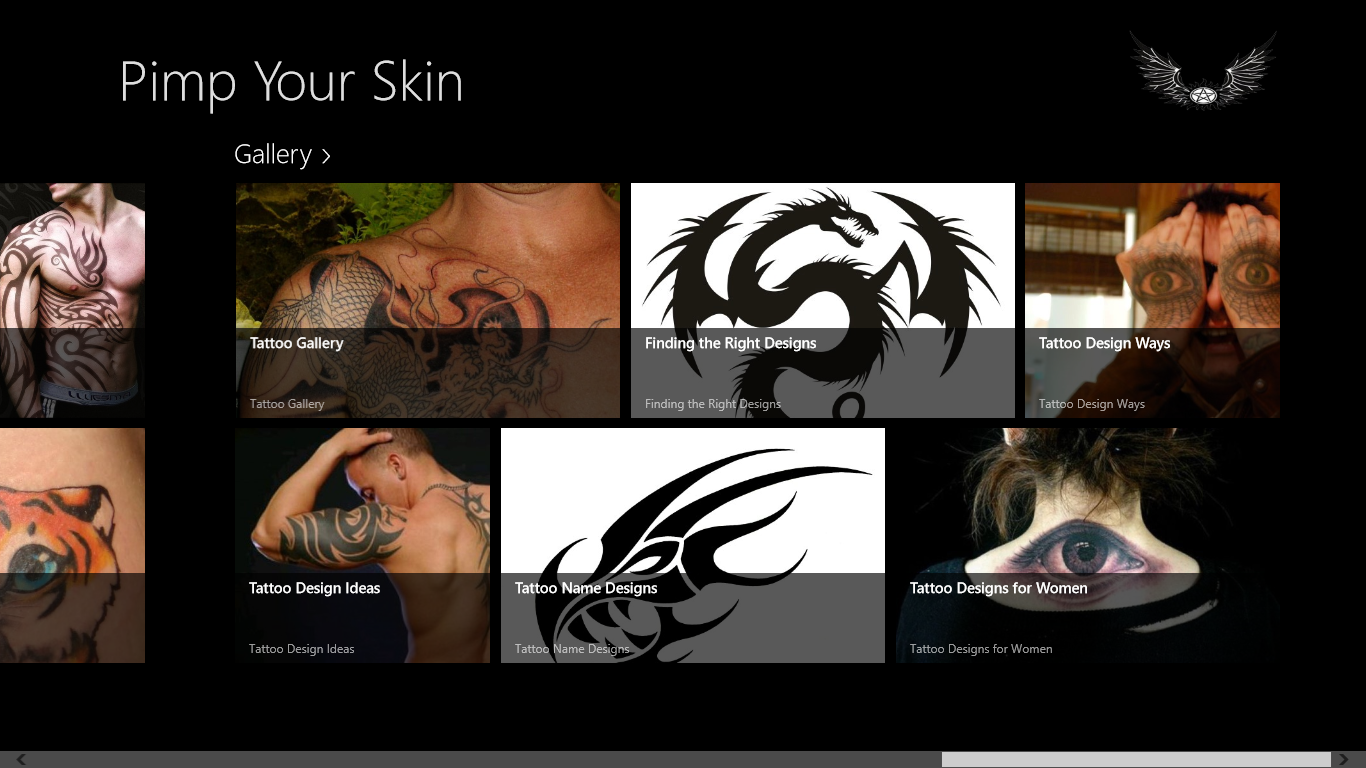 Pimp Your Skin
Gallery >
Tattoo Gallery
Tattoo Gallery
Finding the Right Designs
Finding the Right Designs
Tattoo Design Ways
Tattoo Design Ways
Tattoo Design Ideas
Tattoo Design Ideas
Tattoo Name Designs
Tattoo Name Designs
Tattoo Designs for Women
Tattoo Designs for Women